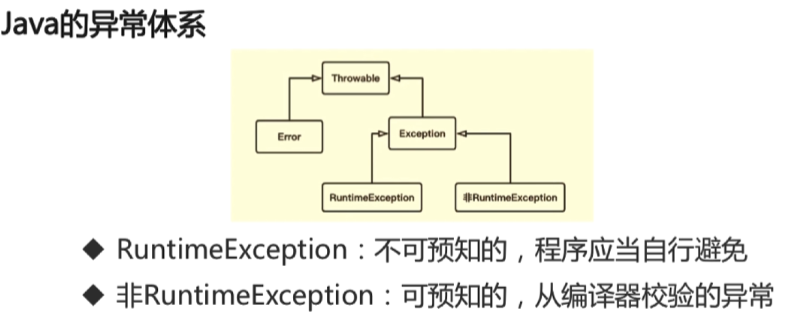 Java的异常体系
Throwable
Error
Exception
RuntimeException
非RuntimeException
◆ RuntimeException：不可预知的，程序应当自行避免
◆ 非RuntimeException：可预知的，从编译器校验的异常